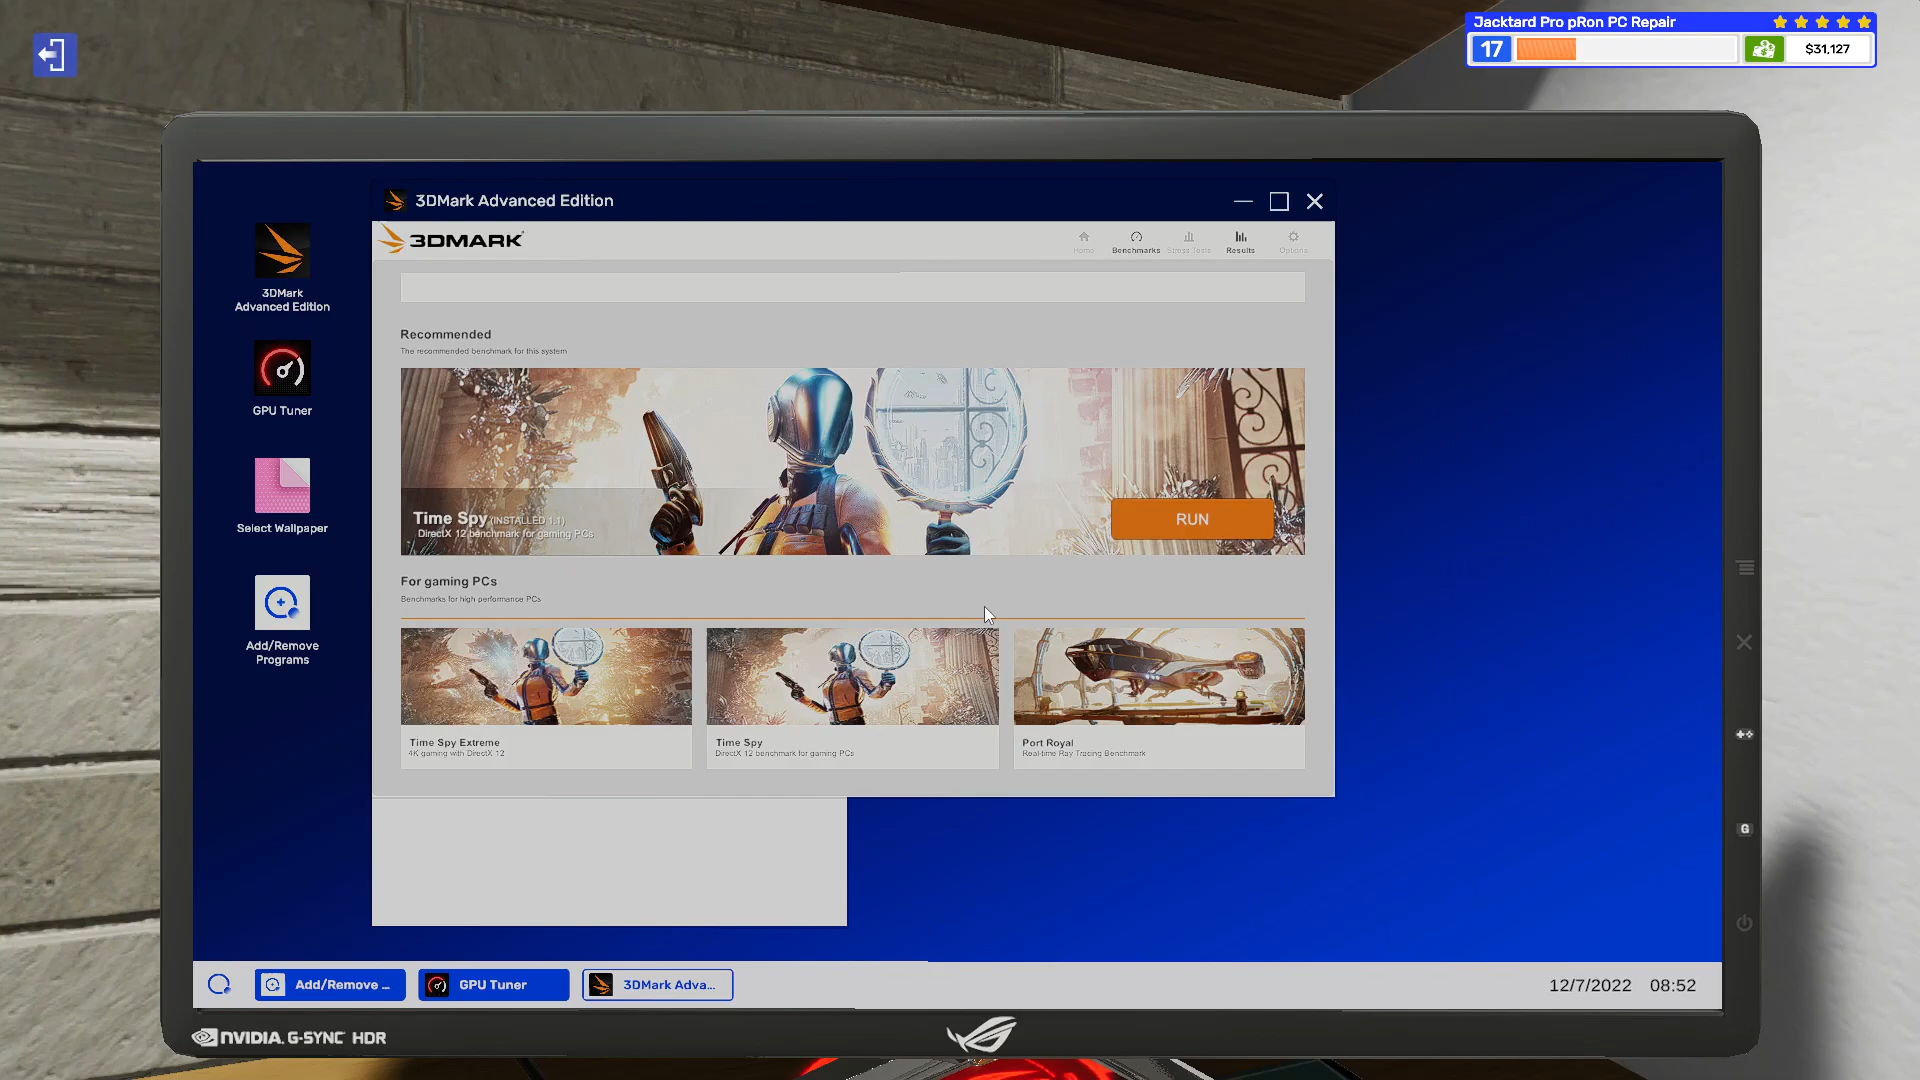 Jacktard Pro pRon PC Repair
17
$31,127
3DMark Advanced Edition
3DMARK
Home
Benchmarks
Stress Tests
Results
Options
3DMark
Advanced Edition
GPU Tuner
Select Wallpaper
Add/Remove
Programs
Recommended
The recommended benchmark for this system
Time Spy (INSTALLED 1.1)
DirectX 12 benchmark for gaming PCs
RUN
For gaming PCs
Benchmarks for high performance PCs
Time Spy Extreme
4K gaming with DirectX 12
Time Spy
DirectX 12 benchmark for gaming PCs
Port Royal
Real-time Ray Tracing Benchmark
G
Add/Remove ...
GPU Tuner
3DMark Adva...
12/7/2022 08:52
NVIDIA G-SYNC HDR